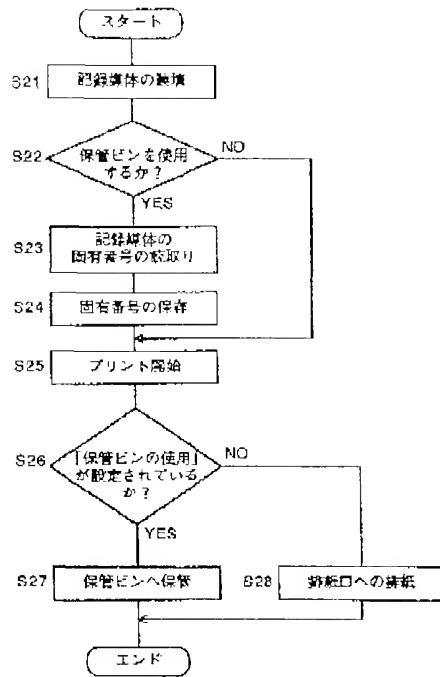 スタート
S21
記録媒体の装填
S22
保管ビンを使用
するか？
NO
YES
S23
記録媒体の
固有番号の読取り
S24
固有番号の保存
S25
プリント開始
S26
「保管ビンの使用」
が設定されている
か？
NO
YES
S27
保管ビンへ保管
S28
排紙口への排紙
エンド